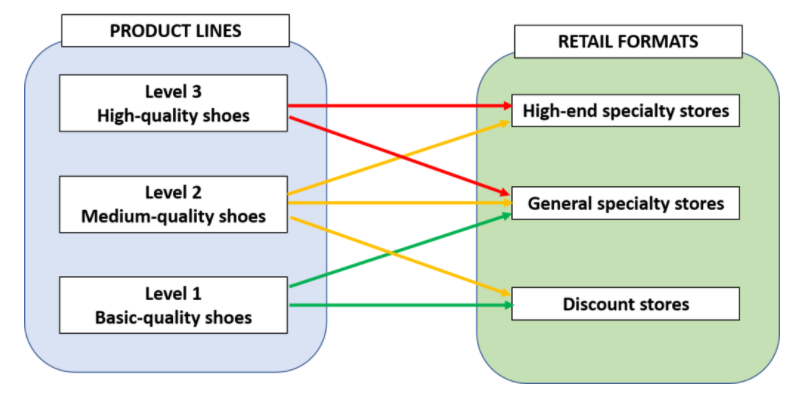 PRODUCT LINES
Level 3
High-quality shoes
Level 2
Medium-quality shoes
Level 1
Basic-quality shoes
RETAIL FORMATS
High-end specialty stores
General specialty stores
Discount stores